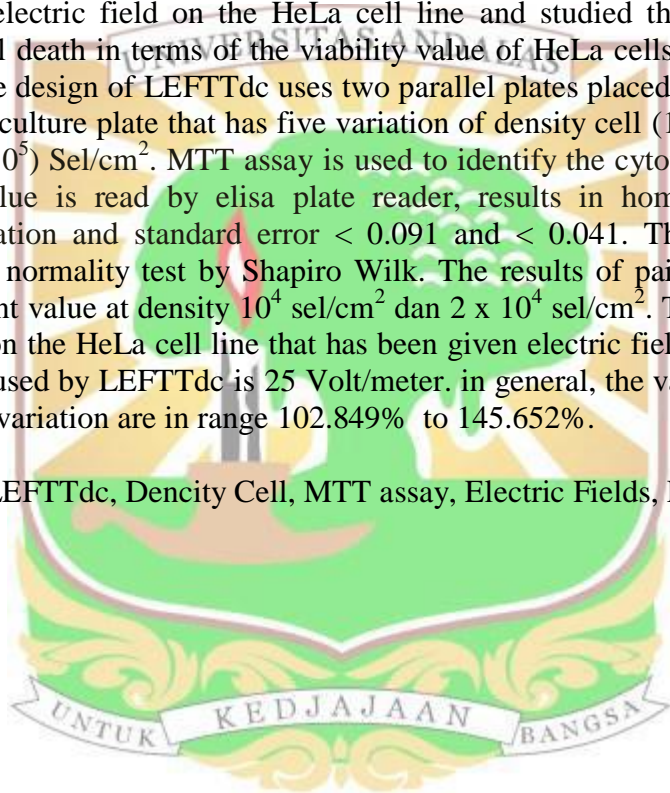 electric field on the HeLa cell line and studied th
l death in terms of the viability value of HeLa cells
UNIVERSITAS ANDALAS
e design of LEFTTdc uses two parallel plates placed
culture plate that has five variation of density cell (1
0⁵) Sel/cm². MTT assay is used to identify the cyto
lue is read by elisa plate reader, results in hom
ation and standard error < 0.091 and < 0.041. Th
normality test by Shapiro Wilk. The results of pai
nt value at density 10⁴ sel/cm² dan 2 x 10⁴ sel/cm². T
on the HeLa cell line that has been given electric fiel
used by LEFTTdc is 25 Volt/meter. in general, the va
variation are in range 102.849% to 145.652%.
LEFTTdc, Dencity Cell, MTT assay, Electric Fields,
UNTUK KEDJAJAAN BANGSA